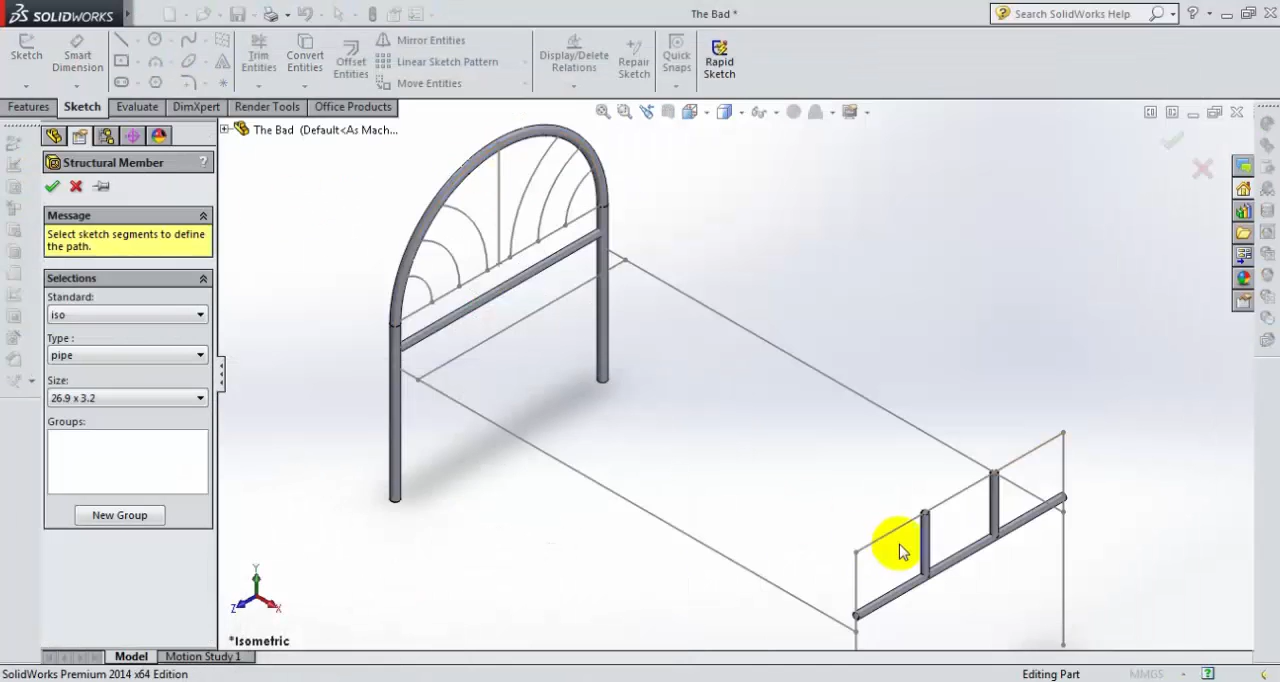 SOLIDWORKS
The Bad *
Search SolidWorks Help
Sketch
Smart Dimension
Trim Entities
Convert Entities
Offset Entities
Mirror Entities
Linear Sketch Pattern
Move Entities
Display/Delete Relations
Repair Sketch
Quick Snaps
Rapid Sketch
Features
Sketch
Evaluate
DimXpert
Render Tools
Office Products
The Bad (Default<As Mach...
Structural Member
?
Message
Select sketch segments to define
the path.
Selections
Standard:
iso
Type :
pipe
Size:
26.9 x 3.2
Groups:
New Group
Y
Z
X
*Isometric
Model
Motion Study 1
SolidWorks Premium 2014 x64 Edition
Editing Part
MMGS